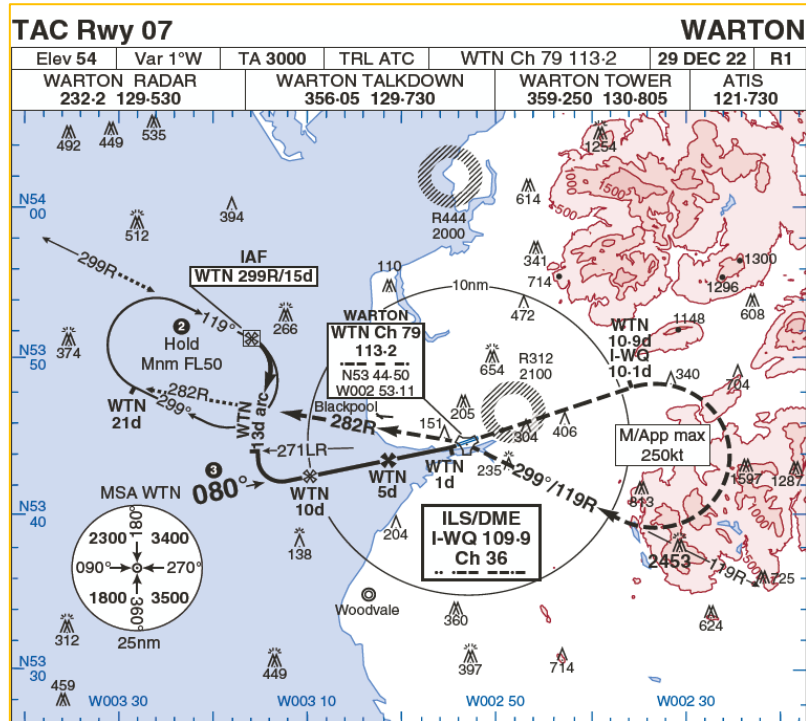 TAC Rwy 07
WARTON
Elev 54
Var 1°W
TA 3000
TRL ATC
WTN Ch 79 113·2
29 DEC 22
R1
WARTON RADAR
232·2 129·530
WARTON TALKDOWN
356·05 129·730
WARTON TOWER
359·250 130·805
ATIS
121·730
492
449
535
1254
1500
N54
00
394
512
R444
2000
614
1500
299R
IAF
WTN 299R/15d
110
341
714
1300
1296
10nm
119°
2
Hold
Mnm FL50
266
WARTON
WTN Ch 79
113·2
N53 44·50
W002 53·11
472
WTN
10·9d
I-WQ
10·1d
1148
608
374
N53
50
654
R312
2100
340
704
282R
WTN
21d
299°
WTN
13d arc
Blackpool
282R
151
205
304
406
M/App max
250kt
271LR
3
080°
WTN
10d
WTN
5d
WTN
1d
235
299°/119R
1597
1287
813
N53
40
MSA WTN
180°
2300
3400
090°
270°
1800
3500
360°
25nm
138
204
ILS/DME
I-WQ 109·9
Ch 36
2453
119R
725
Woodvale
360
624
312
449
397
714
N53
30
459
W003 30
W003 10
W002 50
W002 30